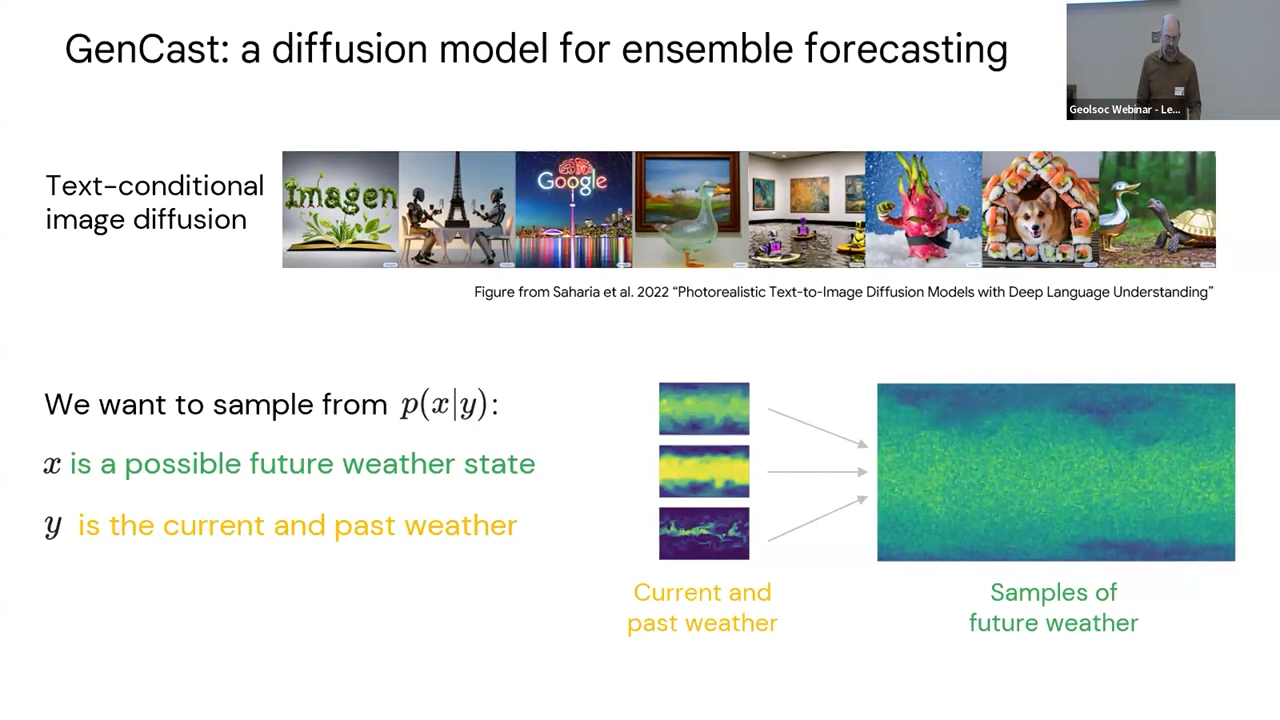 GenCast: a diffusion model for ensemble forecasting
Geolsoc Webinar - Le...
Text-conditional
image diffusion
Imagen
Google
Figure from Saharia et al. 2022 “Photorealistic Text-to-Image Diffusion Models with Deep Language Understanding”
We want to sample from p(x|y):
x is a possible future weather state
y is the current and past weather
Current and
past weather
Samples of
future weather